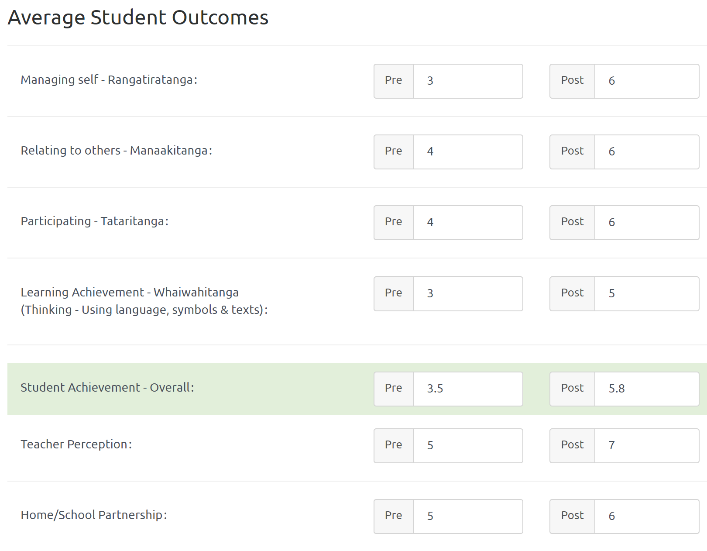 Average Student Outcomes
Managing self - Rangatiratanga: Pre 3 Post 6
Relating to others - Manaakitanga: Pre 4 Post 6
Participating - Tataritanga: Pre 4 Post 6
Learning Achievement - Whaiwahitanga
(Thinking - Using language, symbols & texts): Pre 3 Post 5
Student Achievement - Overall: Pre 3.5 Post 5.8
Teacher Perception: Pre 5 Post 7
Home/School Partnership: Pre 5 Post 6